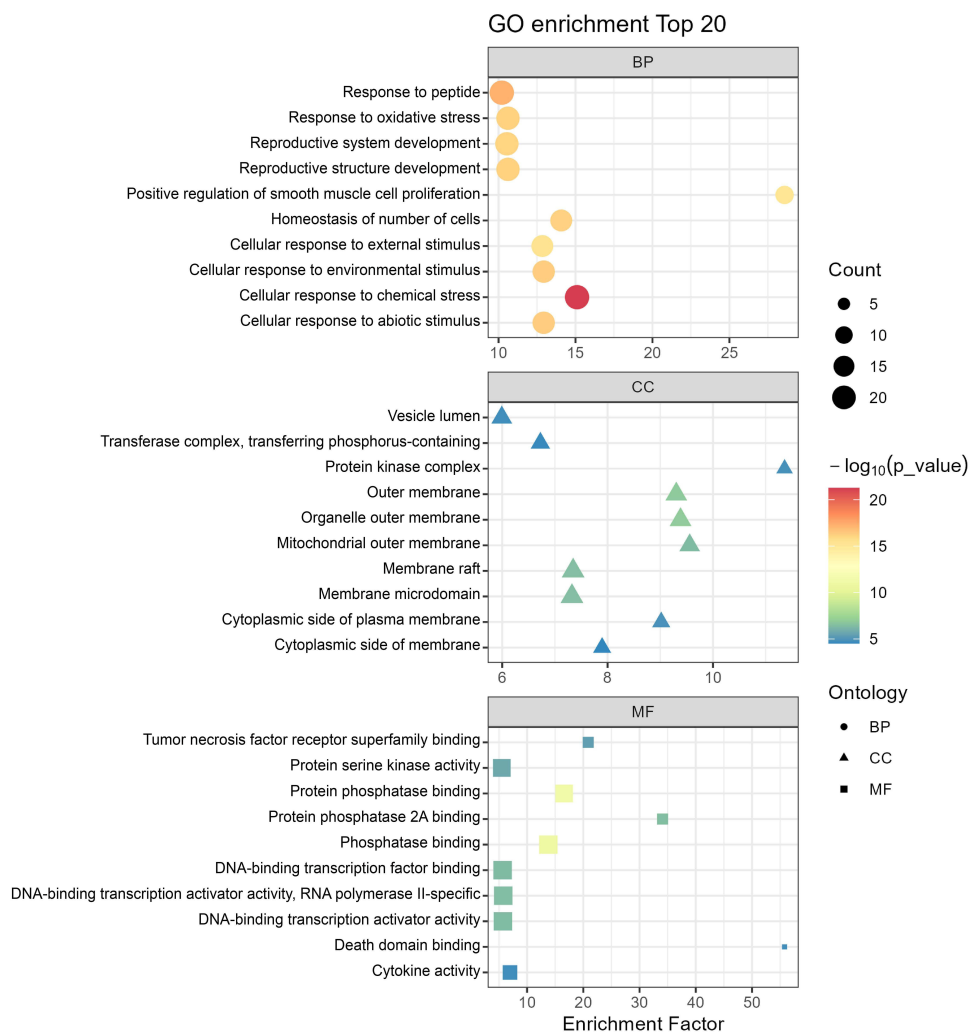 GO enrichment Top 20
BP
Response to peptide
Response to oxidative stress
Reproductive system development
Reproductive structure development
Positive regulation of smooth muscle cell proliferation
Homeostasis of number of cells
Cellular response to external stimulus
Cellular response to environmental stimulus
Cellular response to chemical stress
Cellular response to abiotic stimulus
10 15 20 25
CC
Vesicle lumen
Transferase complex, transferring phosphorus-containing
Protein kinase complex
Outer membrane
Organelle outer membrane
Mitochondrial outer membrane
Membrane raft
Membrane microdomain
Cytoplasmic side of plasma membrane
Cytoplasmic side of membrane
6 8 10
MF
Tumor necrosis factor receptor superfamily binding
Protein serine kinase activity
Protein phosphatase binding
Protein phosphatase 2A binding
Phosphatase binding
DNA-binding transcription factor binding
DNA-binding transcription activator activity, RNA polymerase II-specific
DNA-binding transcription activator activity
Death domain binding
Cytokine activity
10 20 30 40 50
Enrichment Factor
Count
5
10
15
20
− log₁₀(p_value)
20
15
10
5
Ontology
BP
CC
MF